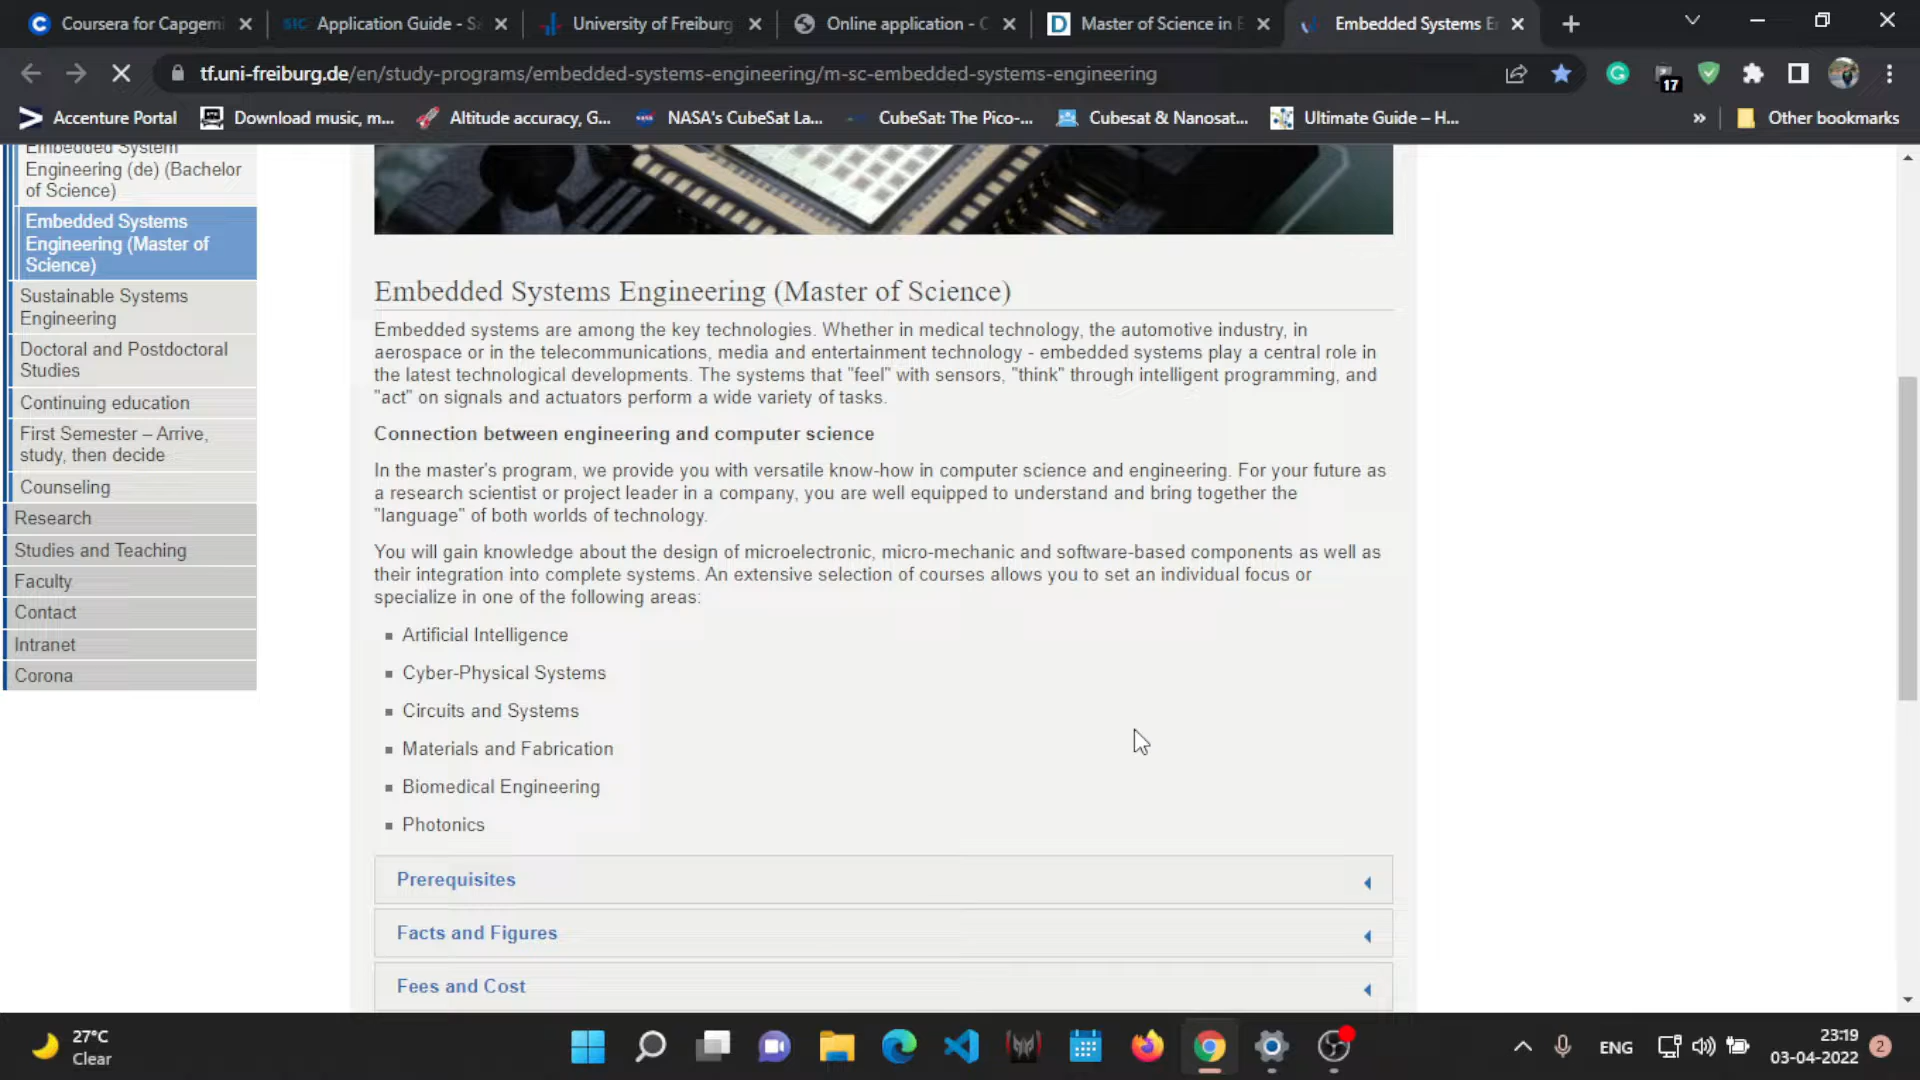 Coursera for Capgemi
Application Guide - S
University of Freiburg
Online application - C
Master of Science in E
Embedded Systems E
tf.uni-freiburg.de/en/study-programs/embedded-systems-engineering/m-sc-embedded-systems-engineering
17
Accenture Portal
Download music, m...
Altitude accuracy, G...
NASA's CubeSat La...
CubeSat: The Pico-...
Cubesat & Nanosat...
Ultimate Guide – H...
»
Other bookmarks
Embedded System
Engineering (de) (Bachelor
of Science)
Embedded Systems
Engineering (Master of
Science)
Sustainable Systems
Engineering
Doctoral and Postdoctoral
Studies
Continuing education
First Semester – Arrive,
study, then decide
Counseling
Research
Studies and Teaching
Faculty
Contact
Intranet
Corona
Embedded Systems Engineering (Master of Science)
Embedded systems are among the key technologies. Whether in medical technology, the automotive industry, in
aerospace or in the telecommunications, media and entertainment technology - embedded systems play a central role in
the latest technological developments. The systems that "feel" with sensors, "think" through intelligent programming, and
"act" on signals and actuators perform a wide variety of tasks.
Connection between engineering and computer science
In the master's program, we provide you with versatile know-how in computer science and engineering. For your future as
a research scientist or project leader in a company, you are well equipped to understand and bring together the
"language" of both worlds of technology.
You will gain knowledge about the design of microelectronic, micro-mechanic and software-based components as well as
their integration into complete systems. An extensive selection of courses allows you to set an individual focus or
specialize in one of the following areas:
Artificial Intelligence
Cyber-Physical Systems
Circuits and Systems
Materials and Fabrication
Biomedical Engineering
Photonics
Prerequisites
Facts and Figures
Fees and Cost
27°C
Clear
ENG
23:19
03-04-2022
2